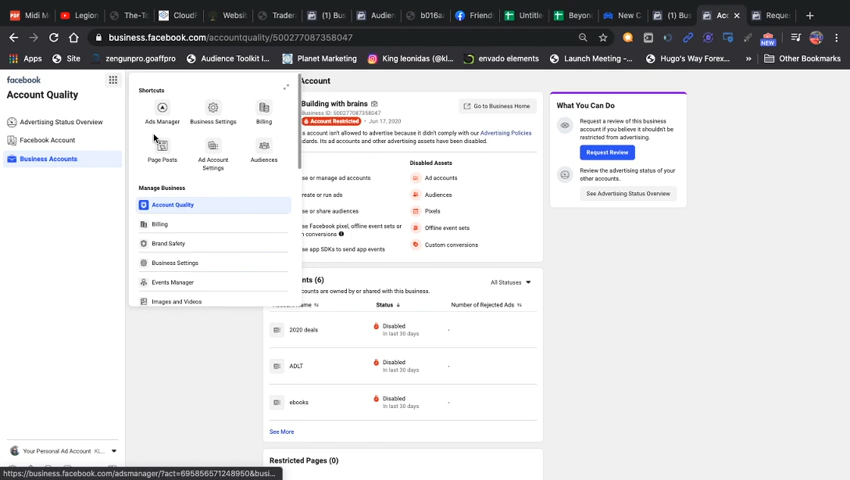 Midi M
Legion
The-To
CloudF
Websit
Trader
(1) Bus
Audien
b016aa
Friend
Untitle
Beyon
New C
(1) Bus
Acc
Reque
business.facebook.com/accountquality/500277087358047
Apps
Site
zengunpro.goaffpro
Audience Toolkit I...
Planet Marketing
King leonidas (@kl...
envado elements
Launch Meeting -...
Hugo's Way Forex...
»
Other Bookmarks
NEW
facebook
Account Quality
Advertising Status Overview
Facebook Account
Business Accounts
Shortcuts
Ads Manager
Business Settings
Billing
Page Posts
Ad Account Settings
Audiences
Manage Business
Account Quality
Billing
Brand Safety
Business Settings
Events Manager
Images and Videos
Account
Building with brains
Business ID: 500277087358047
Account Restricted • Jun 17, 2020
s account isn't allowed to advertise because it didn't comply with our Advertising Policies
. Its ad accounts and other advertising assets have been disabled.
Go to Business Home
Disabled Assets
se or manage ad accounts
Ad accounts
create or run ads
Audiences
se or share audiences
Pixels
se Facebook pixel, offline event sets or
conversions
Offline event sets
se app SDKs to send app events
Custom conversions
What You Can Do
Request a review of this business
account if you believe it shouldn't be
restricted from advertising.
Request Review
Review the advertising status of your
other accounts.
See Advertising Status Overview
nts (6)
All Statuses
counts are owned by or shared with this business.
Account Name
Status
Number of Rejected Ads
2020 deals
Disabled
in last 30 days
-
ADLT
Disabled
in last 30 days
-
ebooks
Disabled
in last 30 days
-
See More
Restricted Pages (0)
Your Personal Ad Account KL...
https://business.facebook.com/adsmanager/?act=695856571248950&busi...